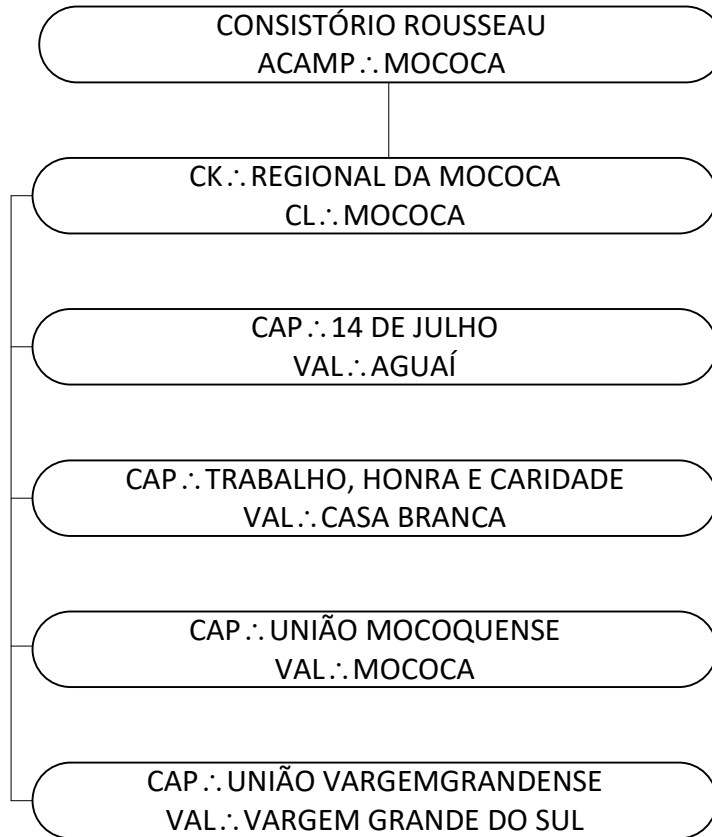 CONSISTÓRIO ROUSSEAU
ACAMP∴MOCOCA
CK∴REGIONAL DA MOCOCA
CL∴MOCOCA
CAP∴14 DE JULHO
VAL∴AGUAÍ
CAP∴TRABALHO, HONRA E CARIDADE
VAL∴CASA BRANCA
CAP∴UNIÃO MOCOQUENSE
VAL∴MOCOCA
CAP∴UNIÃO VARGEMGRANDENSE
VAL∴VARGEM GRANDE DO SUL